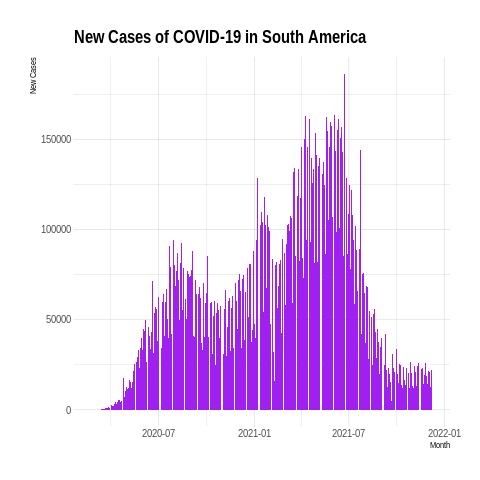 New Cases of COVID-19 in South America
New Cases
150000
100000
50000
0
2020-07
2021-01
2021-07
2022-01
Month